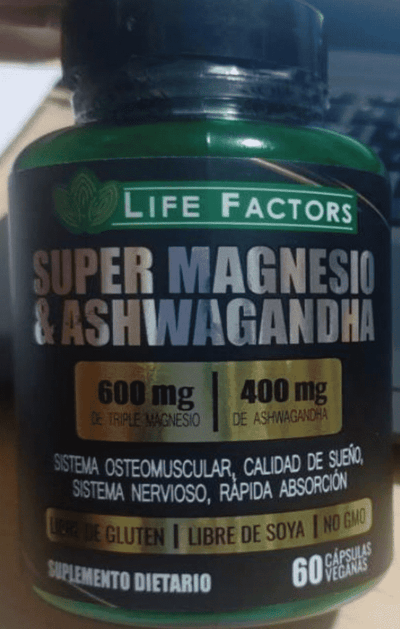 LIFE FACTORS
SUPER MAGNESIO
& ASHWAGANDHA
600 mg | 400 mg
DE TRIPLE MAGNESIO DE ASHWAGANDHA
SISTEMA OSTEOMUSCULAR, CALIDAD DE SUEÑO,
SISTEMA NERVIOSO, RÁPIDA ABSORCIÓN
LIBRE DE GLUTEN | LIBRE DE SOYA | NO GMO
SUPLEMENTO DIETARIO
60 CÁPSULAS
VEGANAS